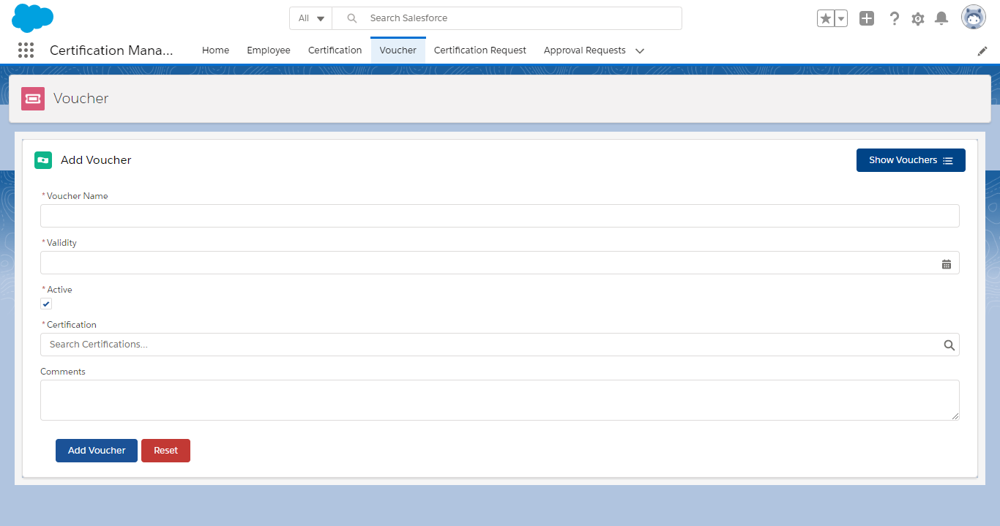 All
Search Salesforce
Certification Mana...
Home
Employee
Certification
Voucher
Certification Request
Approval Requests
Voucher
Add Voucher
Show Vouchers
*Voucher Name
*Validity
*Active
*Certification
Search Certifications...
Comments
Add Voucher
Reset